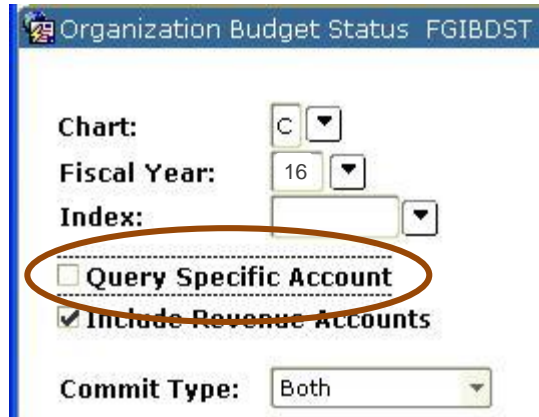 Organization Budget Status FGIBDST
Chart: C
Fiscal Year: 16
Index:
Query Specific Account
Include Revenue Accounts
Commit Type: Both